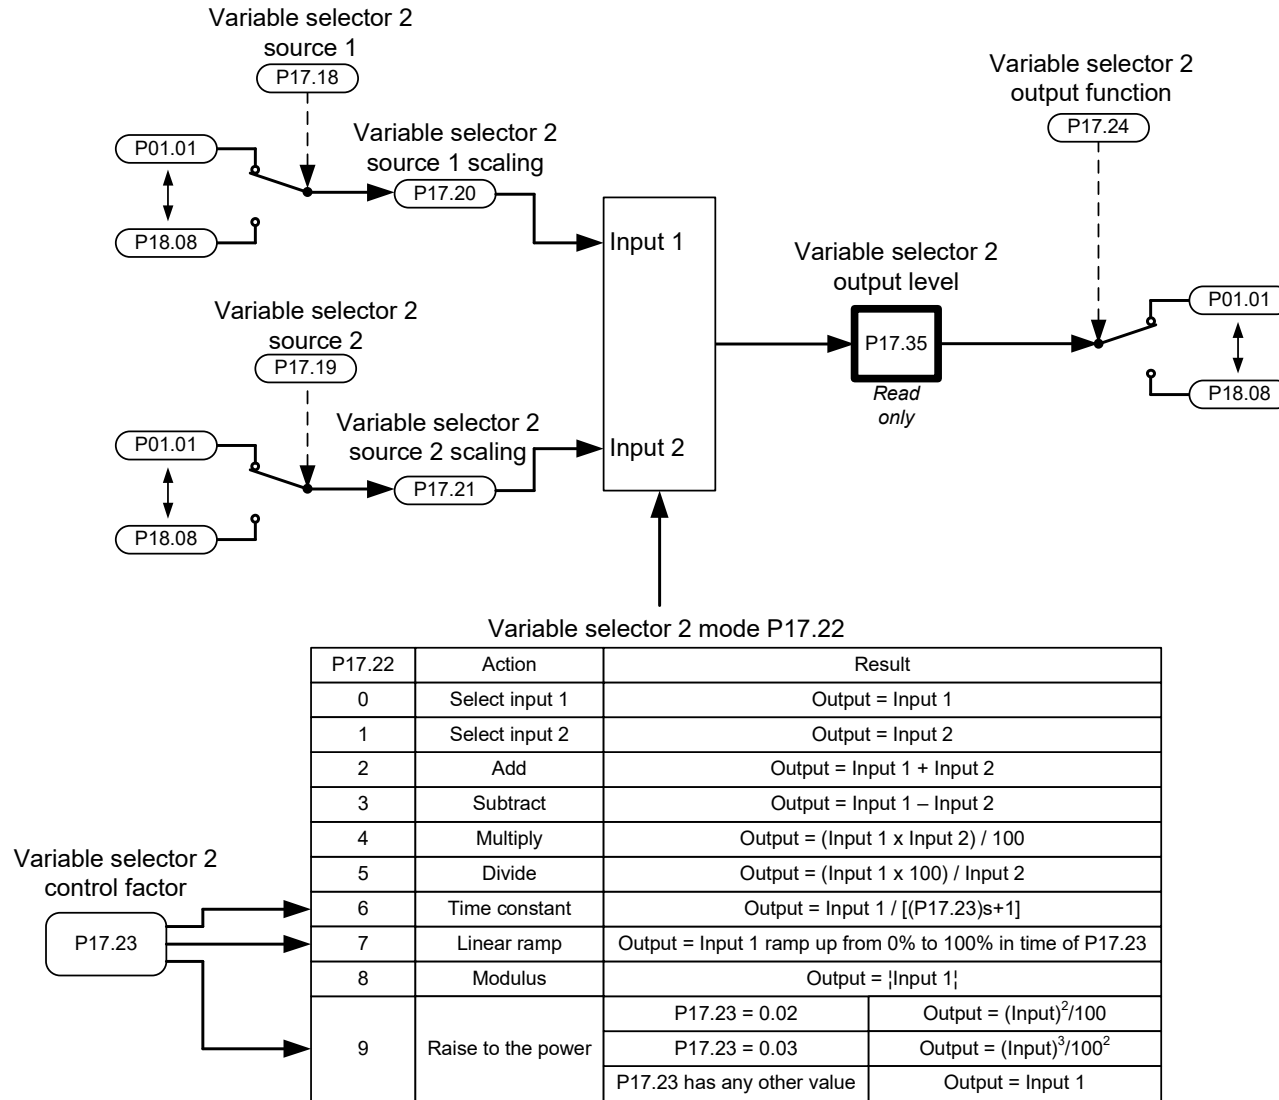 Variable selector 2
source 1
P17.18
Variable selector 2
output function
P17.24
P01.01
Variable selector 2
source 1 scaling
P17.20
P18.08
Input 1
Variable selector 2
output level
P17.35
Read
only
P01.01
P18.08
Variable selector 2
source 2
P17.19
P01.01
Variable selector 2
source 2 scaling
P17.21
P18.08
Input 2
Variable selector 2 mode P17.22
P17.22 Action Result
0 Select input 1 Output = Input 1
1 Select input 2 Output = Input 2
2 Add Output = Input 1 + Input 2
3 Subtract Output = Input 1 – Input 2
4 Multiply Output = (Input 1 x Input 2) / 100
5 Divide Output = (Input 1 x 100) / Input 2
6 Time constant Output = Input 1 / [(P17.23)s+1]
7 Linear ramp Output = Input 1 ramp up from 0% to 100% in time of P17.23
8 Modulus Output = ¦Input 1¦
9 Raise to the power
P17.23 = 0.02 Output = (Input)²/100
P17.23 = 0.03 Output = (Input)³/100²
P17.23 has any other value Output = Input 1
Variable selector 2
control factor
P17.23